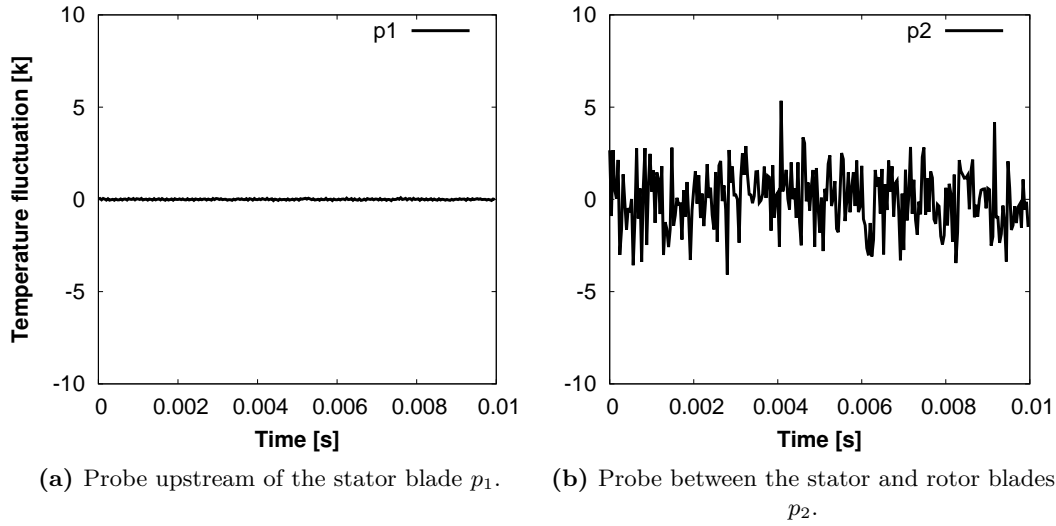 10
5
0
-5
-10
0 0.002 0.004 0.006 0.008 0.01
Temperature fluctuation [k]
Time [s]
p1
(a) Probe upstream of the stator blade p₁.
10
5
0
-5
-10
0 0.002 0.004 0.006 0.008 0.01
Time [s]
p2
(b) Probe between the stator and rotor blades
p₂.